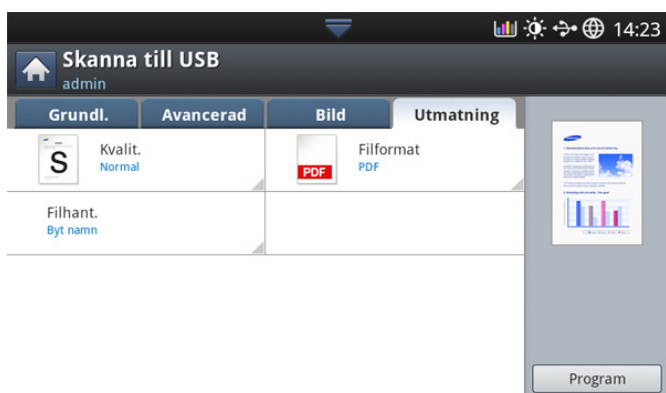 14:23
Skanna till USB
admin
Grundl.
Avancerad
Bild
Utmatning
S
Kvalit.
Normal
PDF
Filformat
PDF
Filhant.
Byt namn
Program